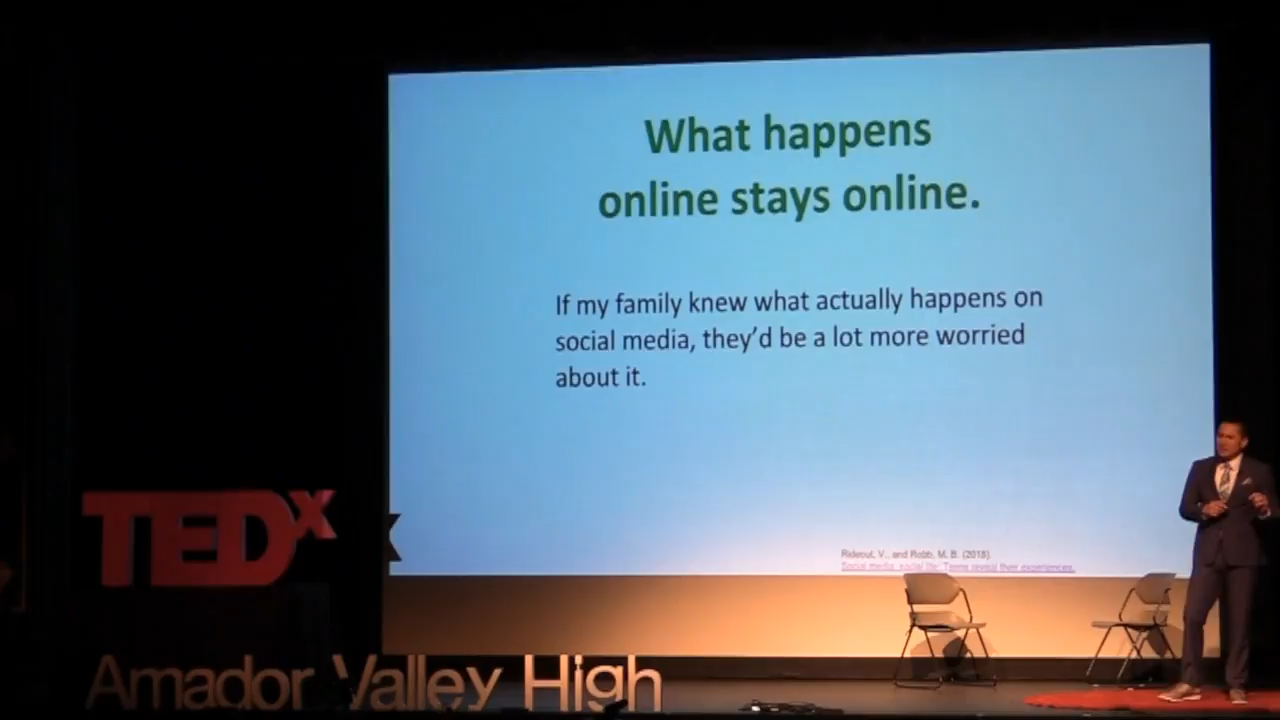 What happens
online stays online.
If my family knew what actually happens on
social media, they'd be a lot more worried
about it.
Rideout, V., and Robb, M. B. (2018).
Social media, social life: Teens reveal their experiences.
TEDx
Amador Valley High